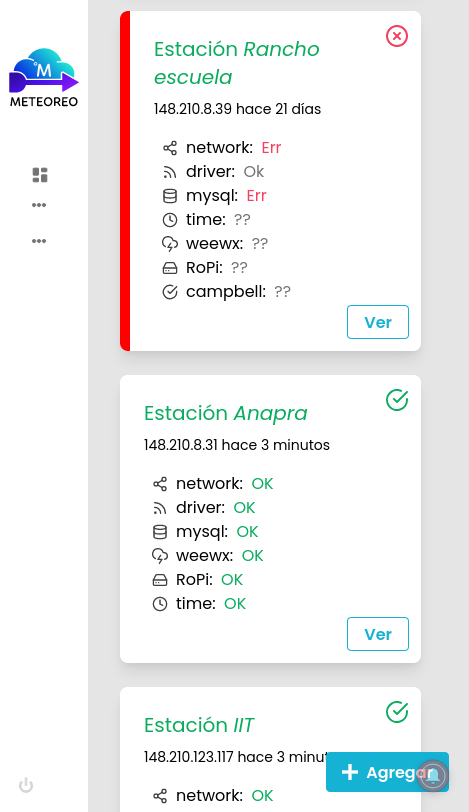 M
METEOREO
Estación Rancho
escuela
148.210.8.39 hace 21 días
network: Err
driver: Ok
mysql: Err
time: ??
weewx: ??
RoPi: ??
campbell: ??
Ver
Estación Anapra
148.210.8.31 hace 3 minutos
network: OK
driver: OK
mysql: OK
weewx: OK
RoPi: OK
time: OK
Ver
Estación IIT
148.210.123.117 hace 3 minut
Agregar
network: OK